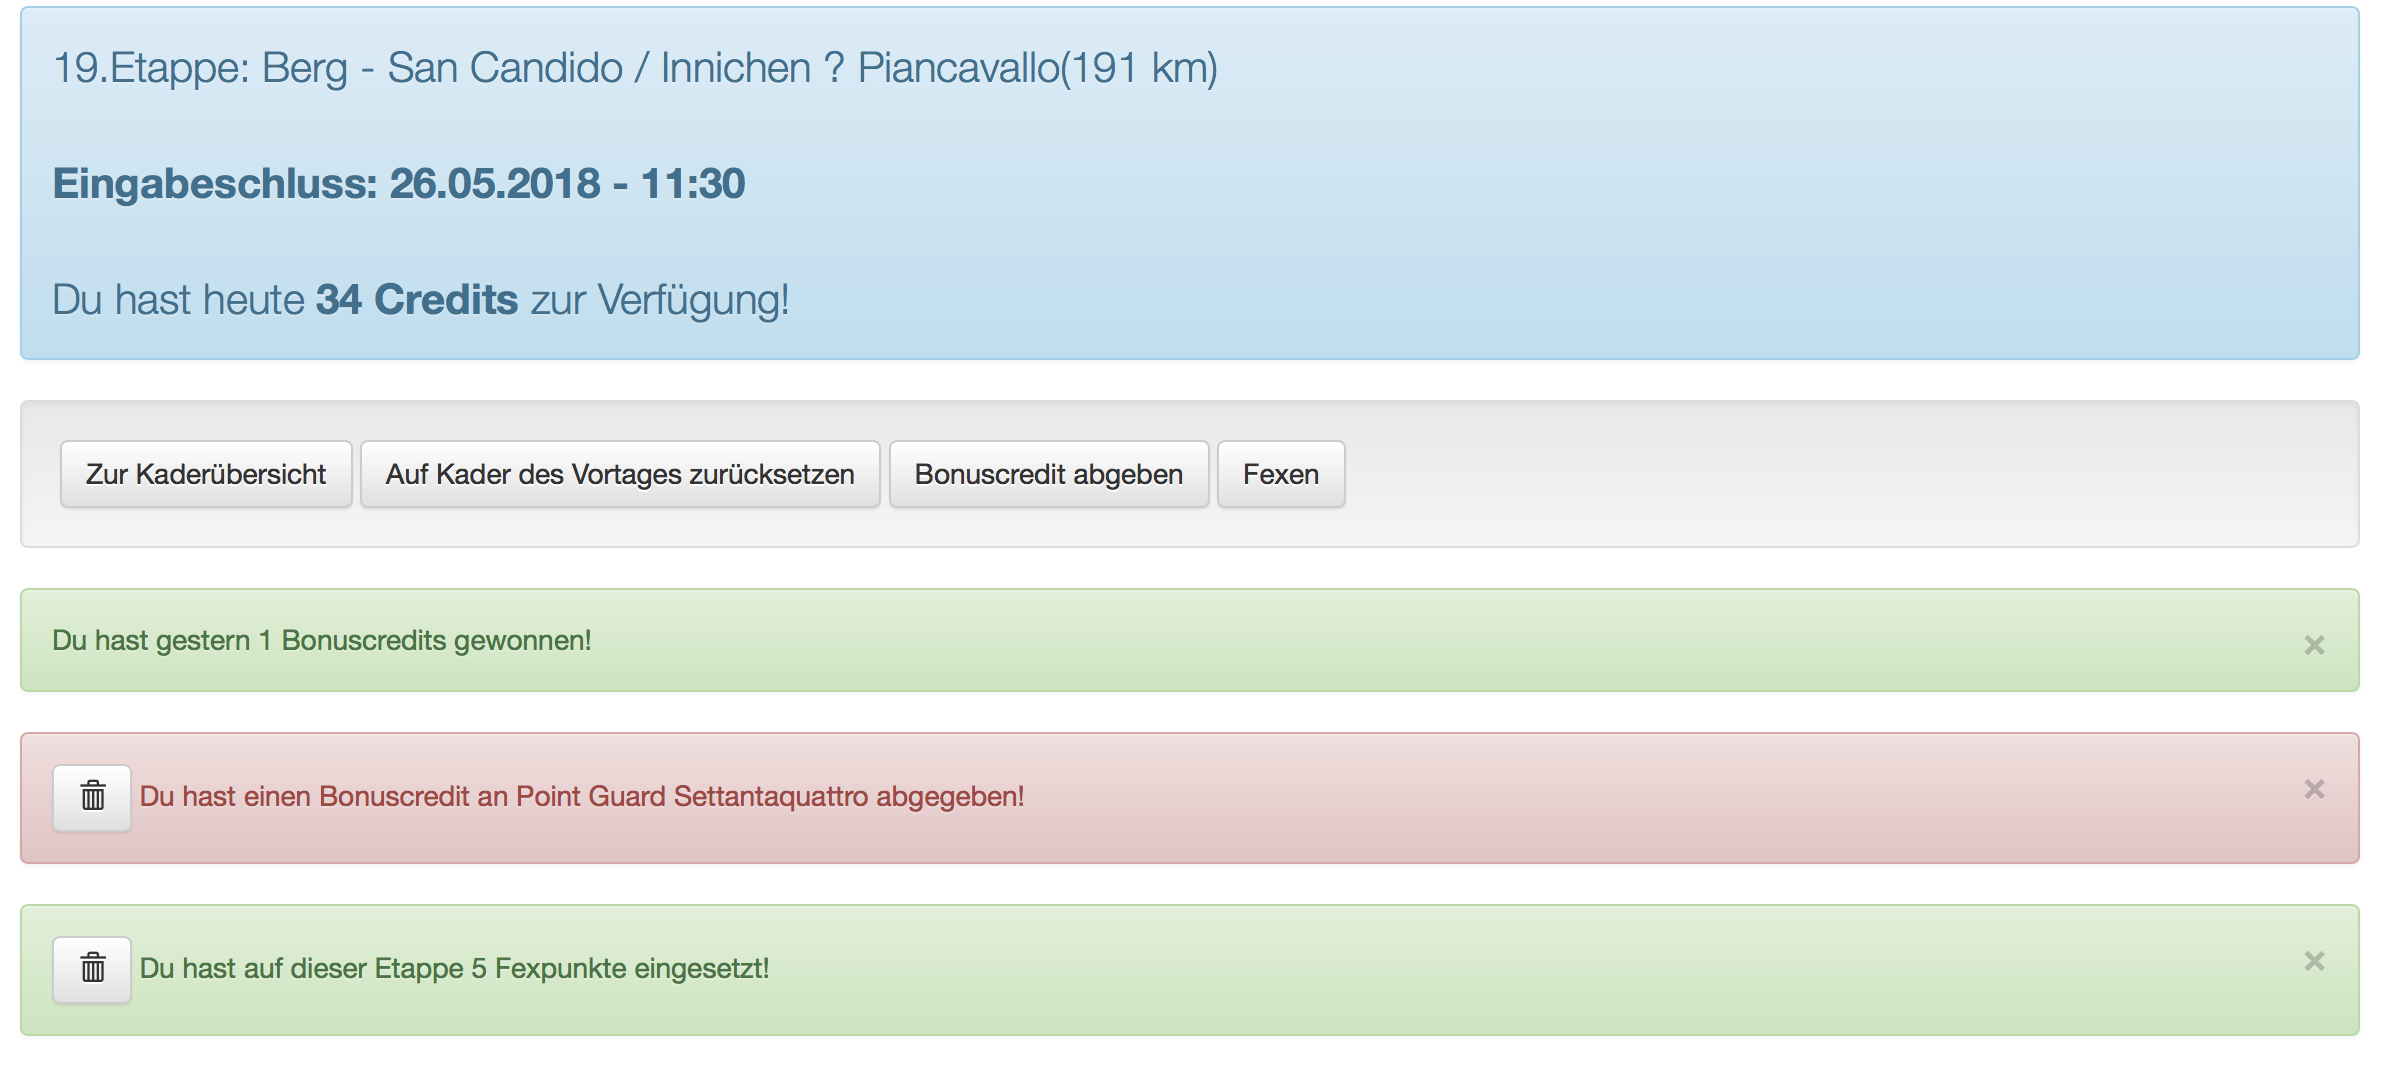 19.Etappe: Berg - San Candido / Innichen ? Piancavallo(191 km)
Eingabeschluss: 26.05.2018 - 11:30
Du hast heute 34 Credits zur Verfügung!
Zur Kaderübersicht Auf Kader des Vortages zurücksetzen Bonuscredit abgeben Fexen
Du hast gestern 1 Bonuscredits gewonnen! ×
Du hast einen Bonuscredit an Point Guard Settantaquattro abgegeben! ×
Du hast auf dieser Etappe 5 Fexpunkte eingesetzt! ×